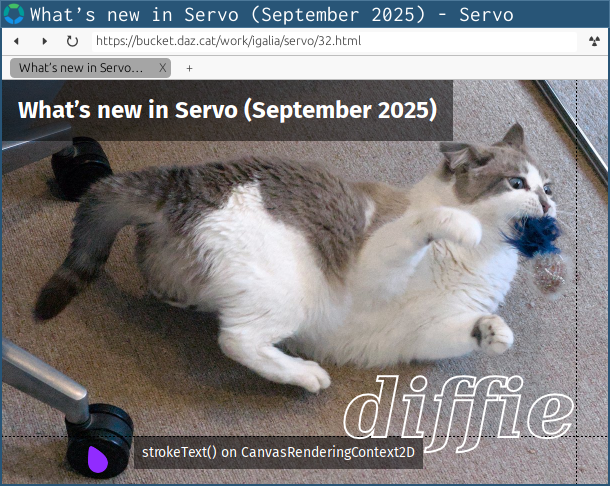 What's new in Servo (September 2025) - Servo
https://bucket.daz.cat/work/igalia/servo/32.html
What's new in Servo… X +
What's new in Servo (September 2025)
diffie
strokeText() on CanvasRenderingContext2D